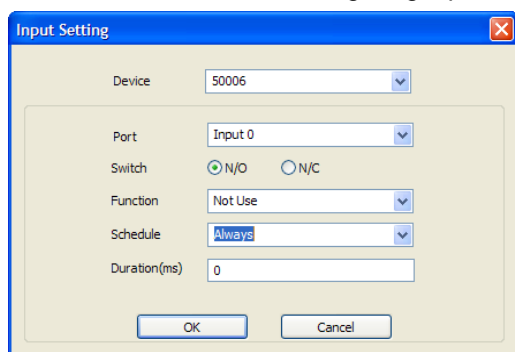 Input Setting
Device 50006
Port Input 0
Switch N/O N/C
Function Not Use
Schedule Always
Duration(ms) 0
OK Cancel